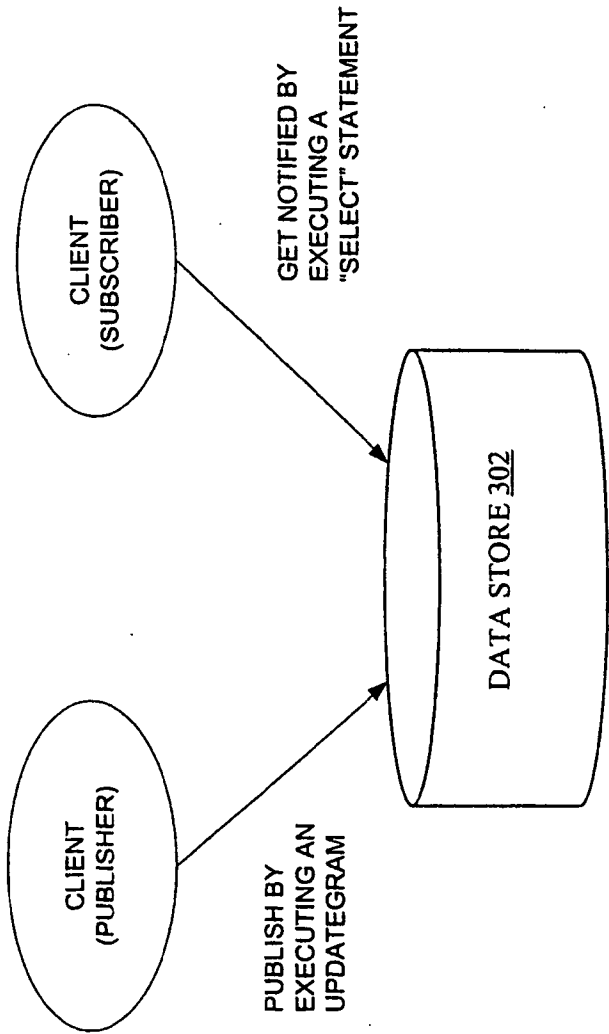 CLIENT
(PUBLISHER)
CLIENT
(SUBSCRIBER)
PUBLISH BY
EXECUTING AN
UPDATEGRAM
GET NOTIFIED BY
EXECUTING A
"SELECT" STATEMENT
DATA STORE 302